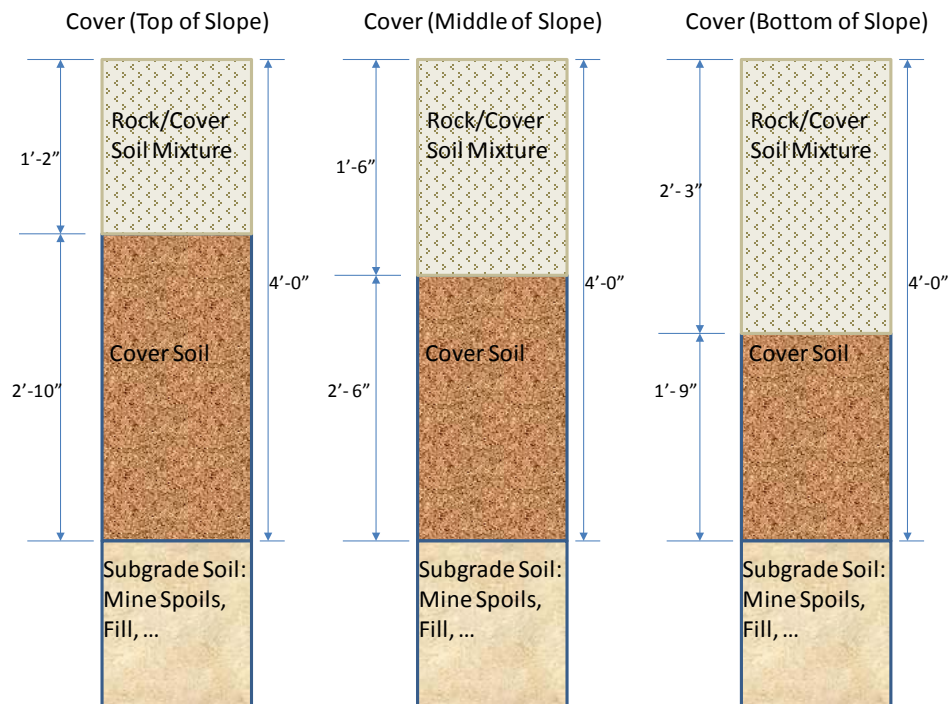 Cover (Top of Slope)
Cover (Middle of Slope)
Cover (Bottom of Slope)
Rock/Cover
Soil Mixture
1’-2”
4’-0”
Cover Soil
2’-10”
Subgrade Soil:
Mine Spoils,
Fill, ...
Rock/Cover
Soil Mixture
1’-6”
4’-0”
Cover Soil
2’- 6”
Subgrade Soil:
Mine Spoils,
Fill, ...
Rock/Cover
Soil Mixture
2’- 3”
4’-0”
Cover Soil
1’- 9”
Subgrade Soil:
Mine Spoils,
Fill, ...